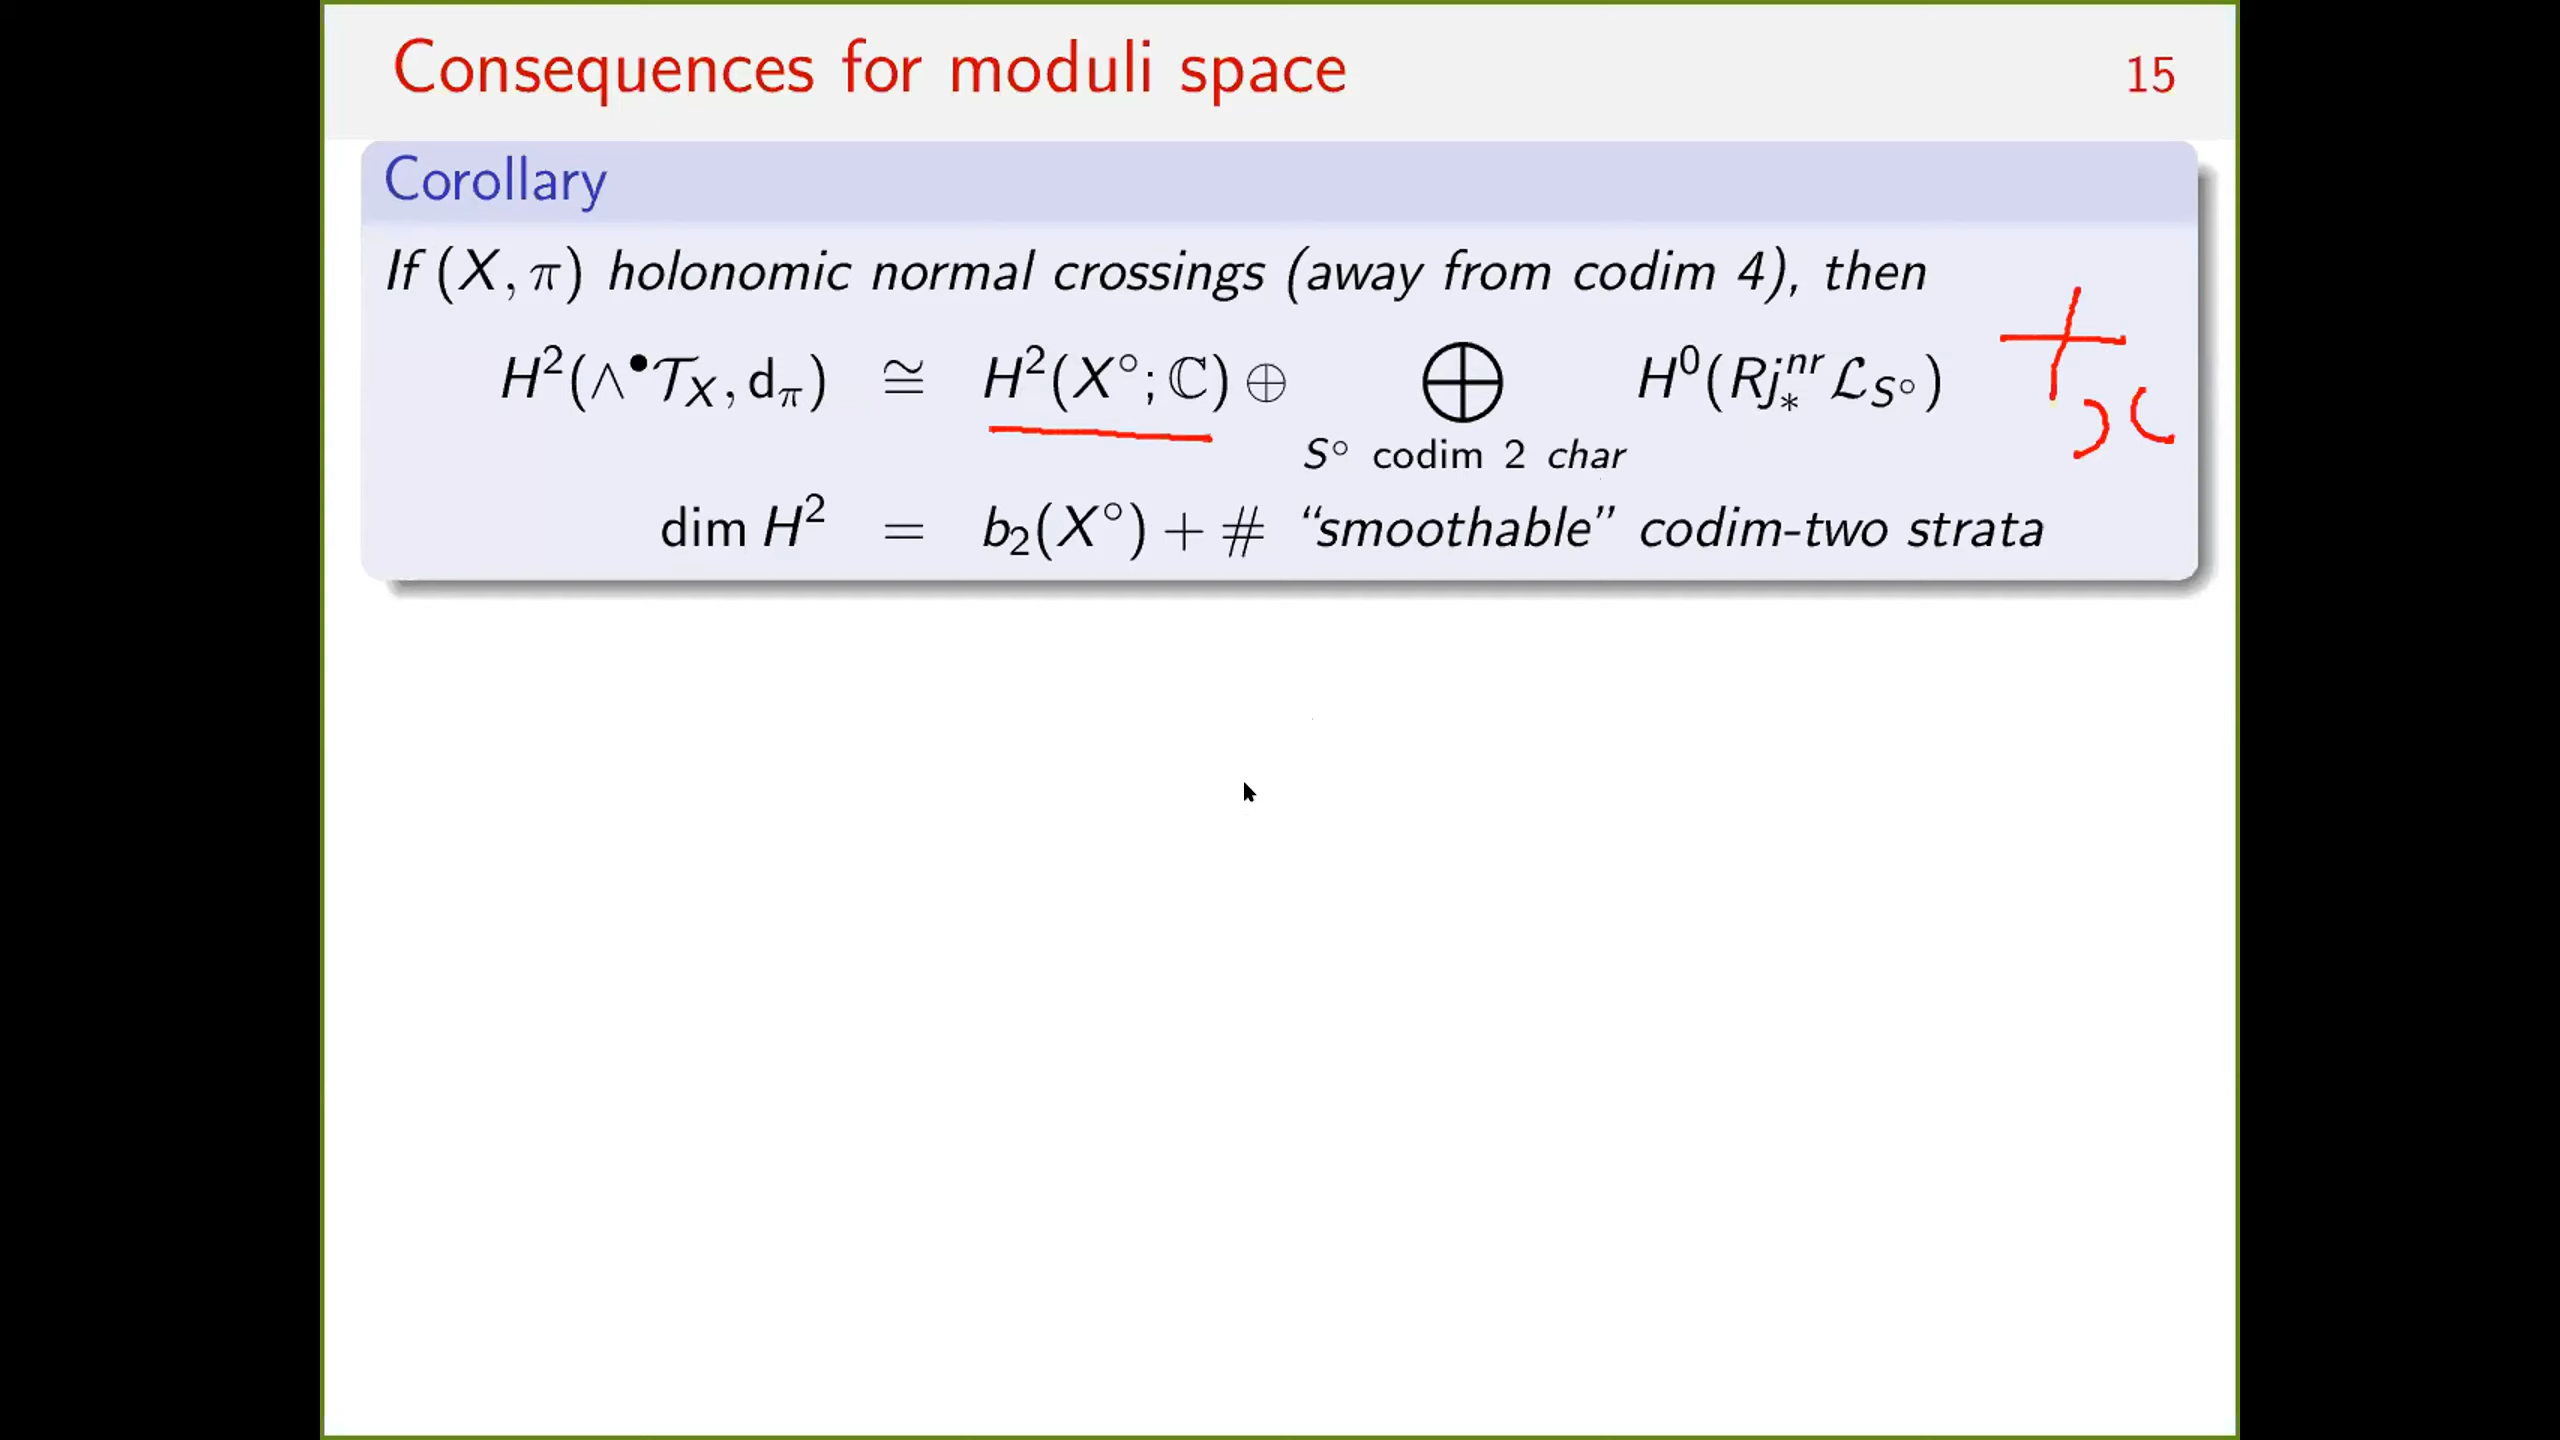 Consequences for moduli space 15
Corollary
If (X, π) holonomic normal crossings (away from codim 4), then
H²(∧•𝒯_X, d_π) ≅ H²(X°; ℂ) ⊕ ⨁ H⁰(Rj_*^{nr} ℒ_{S°})
S° codim 2 char
dim H² = b₂(X°) + # “smoothable” codim-two strata